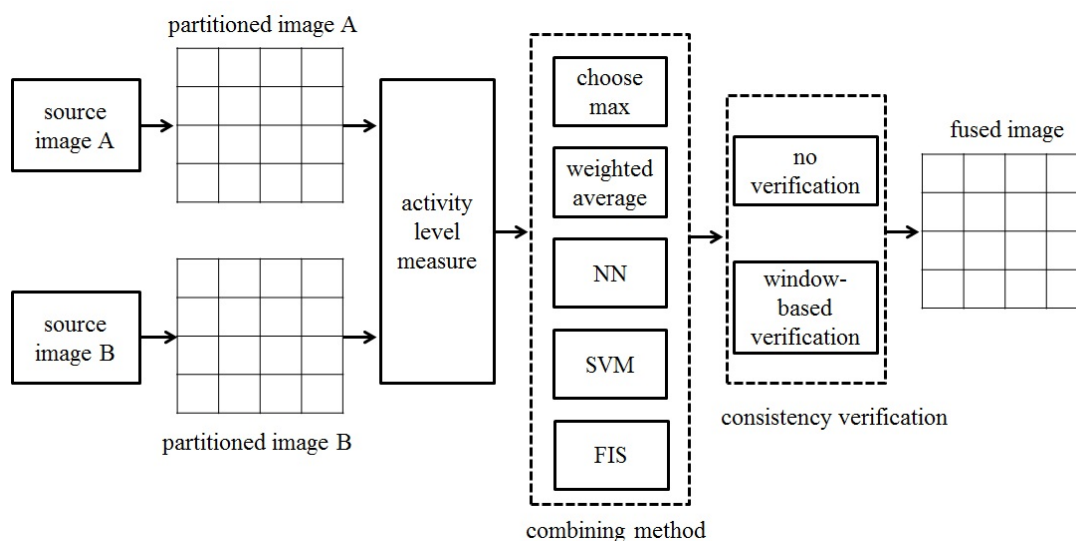 partitioned image A
source
image A
source
image B
partitioned image B
activity
level
measure
choose
max
weighted
average
NN
SVM
FIS
combining method
no
verification
window-
based
verification
consistency verification
fused image